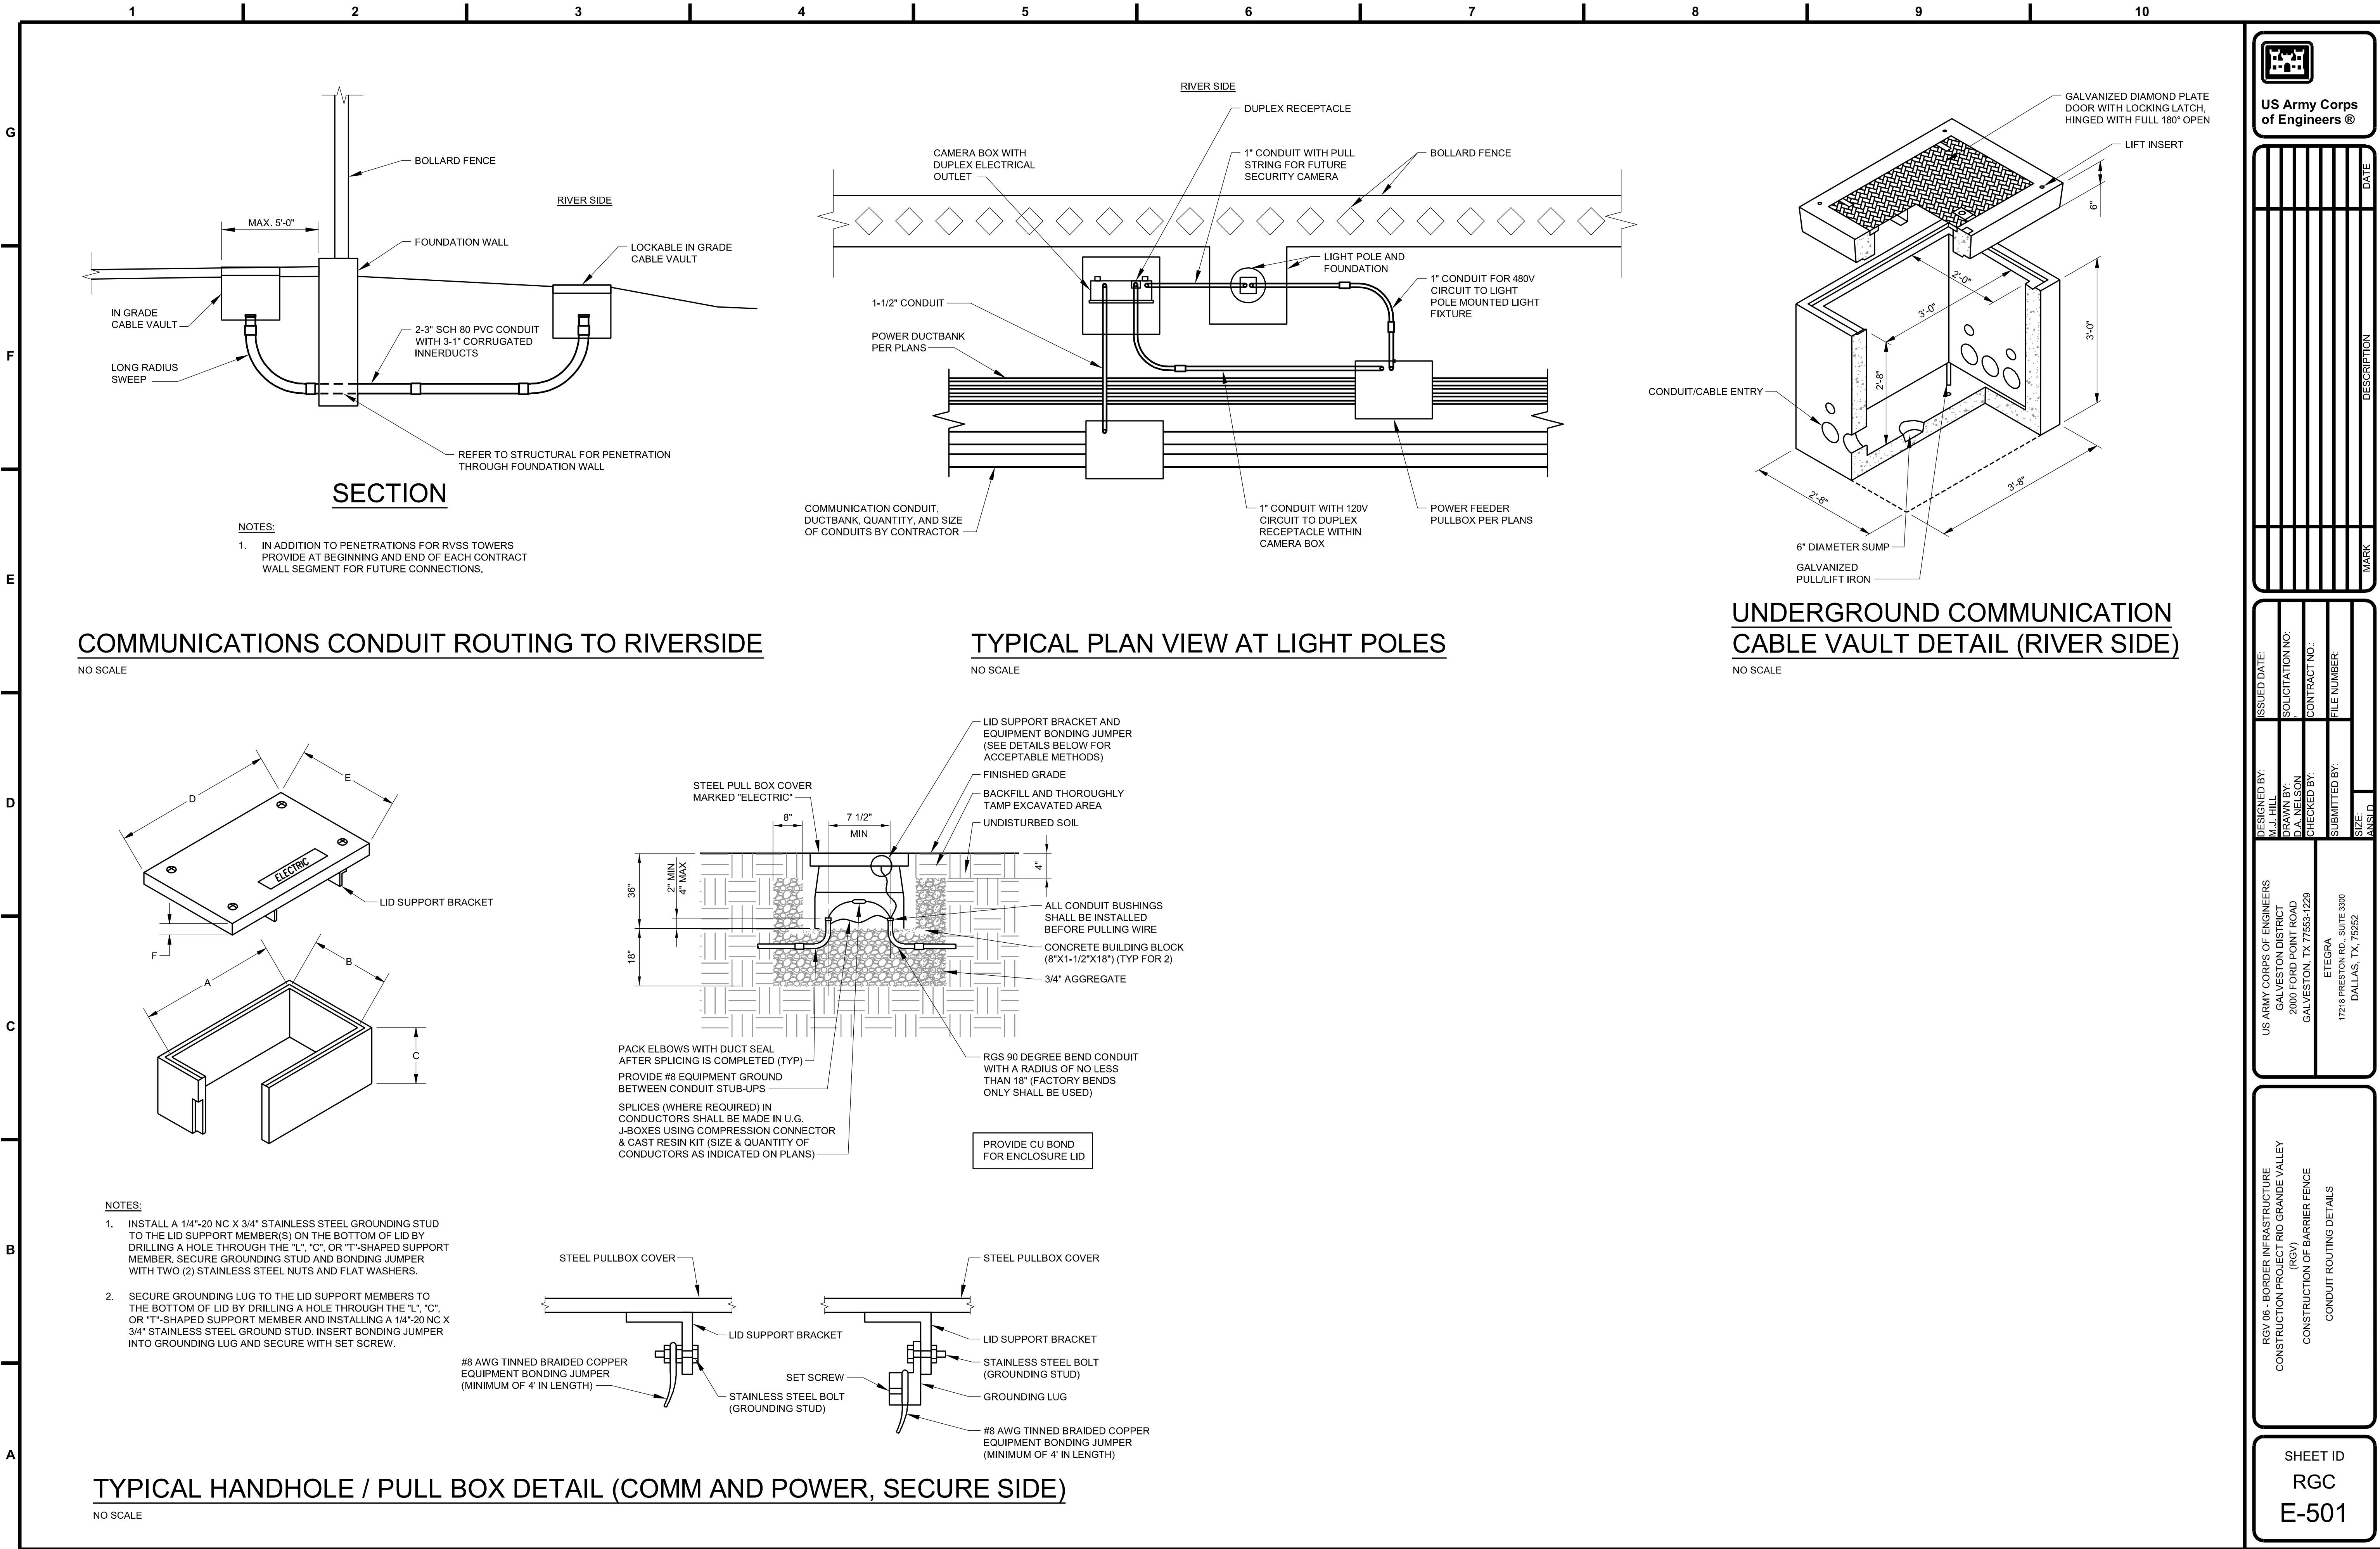 1
2
3
4
5
6
7
8
9
10
G
F
E
D
C
B
A
BOLLARD FENCE
RIVER SIDE
MAX. 5'-0"
FOUNDATION WALL
LOCKABLE IN GRADE
CABLE VAULT
IN GRADE
CABLE VAULT
2-3" SCH 80 PVC CONDUIT
WITH 3-1" CORRUGATED
INNERDUCTS
LONG RADIUS
SWEEP
REFER TO STRUCTURAL FOR PENETRATION
THROUGH FOUNDATION WALL
SECTION
NOTES:
1. IN ADDITION TO PENETRATIONS FOR RVSS TOWERS
PROVIDE AT BEGINNING AND END OF EACH CONTRACT
WALL SEGMENT FOR FUTURE CONNECTIONS.
COMMUNICATIONS CONDUIT ROUTING TO RIVERSIDE
NO SCALE
RIVER SIDE
DUPLEX RECEPTACLE
CAMERA BOX WITH
DUPLEX ELECTRICAL
OUTLET
1" CONDUIT WITH PULL
STRING FOR FUTURE
SECURITY CAMERA
BOLLARD FENCE
LIGHT POLE AND
FOUNDATION
1" CONDUIT FOR 480V
CIRCUIT TO LIGHT
POLE MOUNTED LIGHT
FIXTURE
1-1/2" CONDUIT
POWER DUCTBANK
PER PLANS
COMMUNICATION CONDUIT,
DUCTBANK, QUANTITY, AND SIZE
OF CONDUITS BY CONTRACTOR
1" CONDUIT WITH 120V
CIRCUIT TO DUPLEX
RECEPTACLE WITHIN
CAMERA BOX
POWER FEEDER
PULLBOX PER PLANS
TYPICAL PLAN VIEW AT LIGHT POLES
NO SCALE
GALVANIZED DIAMOND PLATE
DOOR WITH LOCKING LATCH,
HINGED WITH FULL 180° OPEN
LIFT INSERT
6"
2'-0"
3'-0"
3'-0"
2'-8"
CONDUIT/CABLE ENTRY
2'-8"
3'-8"
6" DIAMETER SUMP
GALVANIZED
PULL/LIFT IRON
UNDERGROUND COMMUNICATION
CABLE VAULT DETAIL (RIVER SIDE)
NO SCALE
D
E
ELECTRIC
LID SUPPORT BRACKET
F
A
B
C
NOTES:
1. INSTALL A 1/4"-20 NC X 3/4" STAINLESS STEEL GROUNDING STUD
TO THE LID SUPPORT MEMBER(S) ON THE BOTTOM OF LID BY
DRILLING A HOLE THROUGH THE "L", "C", OR "T"-SHAPED SUPPORT
MEMBER. SECURE GROUNDING STUD AND BONDING JUMPER
WITH TWO (2) STAINLESS STEEL NUTS AND FLAT WASHERS.
2. SECURE GROUNDING LUG TO THE LID SUPPORT MEMBERS TO
THE BOTTOM OF LID BY DRILLING A HOLE THROUGH THE "L", "C",
OR "T"-SHAPED SUPPORT MEMBER AND INSTALLING A 1/4"-20 NC X
3/4" STAINLESS STEEL GROUND STUD. INSERT BONDING JUMPER
INTO GROUNDING LUG AND SECURE WITH SET SCREW.
LID SUPPORT BRACKET AND
EQUIPMENT BONDING JUMPER
(SEE DETAILS BELOW FOR
ACCEPTABLE METHODS)
STEEL PULL BOX COVER
MARKED "ELECTRIC"
FINISHED GRADE
BACKFILL AND THOROUGHLY
TAMP EXCAVATED AREA
UNDISTURBED SOIL
8"
7 1/2"
MIN
4"
36"
2" MIN
4" MAX
18"
ALL CONDUIT BUSHINGS
SHALL BE INSTALLED
BEFORE PULLING WIRE
CONCRETE BUILDING BLOCK
(8"X1-1/2"X18") (TYP FOR 2)
3/4" AGGREGATE
PACK ELBOWS WITH DUCT SEAL
AFTER SPLICING IS COMPLETED (TYP)
PROVIDE #8 EQUIPMENT GROUND
BETWEEN CONDUIT STUB-UPS
SPLICES (WHERE REQUIRED) IN
CONDUCTORS SHALL BE MADE IN U.G.
J-BOXES USING COMPRESSION CONNECTOR
& CAST RESIN KIT (SIZE & QUANTITY OF
CONDUCTORS AS INDICATED ON PLANS)
RGS 90 DEGREE BEND CONDUIT
WITH A RADIUS OF NO LESS
THAN 18" (FACTORY BENDS
ONLY SHALL BE USED)
PROVIDE CU BOND
FOR ENCLOSURE LID
STEEL PULLBOX COVER
LID SUPPORT BRACKET
#8 AWG TINNED BRAIDED COPPER
EQUIPMENT BONDING JUMPER
(MINIMUM OF 4' IN LENGTH)
STAINLESS STEEL BOLT
(GROUNDING STUD)
STEEL PULLBOX COVER
LID SUPPORT BRACKET
STAINLESS STEEL BOLT
(GROUNDING STUD)
SET SCREW
GROUNDING LUG
#8 AWG TINNED BRAIDED COPPER
EQUIPMENT BONDING JUMPER
(MINIMUM OF 4' IN LENGTH)
TYPICAL HANDHOLE / PULL BOX DETAIL (COMM AND POWER, SECURE SIDE)
NO SCALE
US Army Corps
of Engineers ®
DATE
DESCRIPTION
MARK
ISSUED DATE:
SOLICITATION NO:
CONTRACT NO.:
FILE NUMBER:
DESIGNED BY:
M.J. HILL
DRAWN BY:
D.A. NELSON
CHECKED BY:
SUBMITTED BY:
SIZE:
ANSI D
US ARMY CORPS OF ENGINEERS
GALVESTON DISTRICT
2000 FORD POINT ROAD
GALVESTON, TX 77553-1229
ETEGRA
17218 PRESTON RD., SUITE 3300
DALLAS, TX, 75252
RGV 06 - BORDER INFRASTRUCTURE
CONSTRUCTION PROJECT RIO GRANDE VALLEY
(RGV)
CONSTRUCTION OF BARRIER FENCE
CONDUIT ROUTING DETAILS
SHEET ID
RGC
E-501